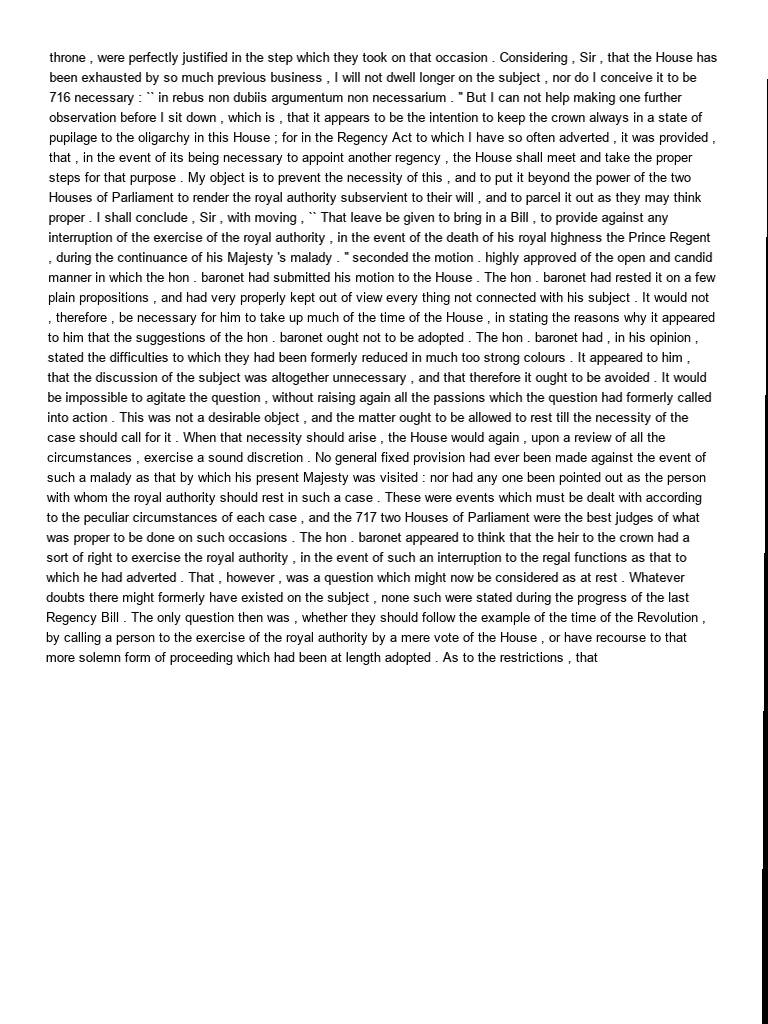 throne , were perfectly justified in the step which they took on that occasion . Considering , Sir , that the House has
been exhausted by so much previous business , I will not dwell longer on the subject , nor do I conceive it to be
716 necessary : `` in rebus non dubiis argumentum non necessarium . '' But I can not help making one further
observation before I sit down , which is , that it appears to be the intention to keep the crown always in a state of
pupilage to the oligarchy in this House ; for in the Regency Act to which I have so often adverted , it was provided ,
that , in the event of its being necessary to appoint another regency , the House shall meet and take the proper
steps for that purpose . My object is to prevent the necessity of this , and to put it beyond the power of the two
Houses of Parliament to render the royal authority subservient to their will , and to parcel it out as they may think
proper . I shall conclude , Sir , with moving , `` That leave be given to bring in a Bill , to provide against any
interruption of the exercise of the royal authority , in the event of the death of his royal highness the Prince Regent
, during the continuance of his Majesty 's malady . '' seconded the motion . highly approved of the open and candid
manner in which the hon . baronet had submitted his motion to the House . The hon . baronet had rested it on a few
plain propositions , and had very properly kept out of view every thing not connected with his subject . It would not
, therefore , be necessary for him to take up much of the time of the House , in stating the reasons why it appeared
to him that the suggestions of the hon . baronet ought not to be adopted . The hon . baronet had , in his opinion ,
stated the difficulties to which they had been formerly reduced in much too strong colours . It appeared to him ,
that the discussion of the subject was altogether unnecessary , and that therefore it ought to be avoided . It would
be impossible to agitate the question , without raising again all the passions which the question had formerly called
into action . This was not a desirable object , and the matter ought to be allowed to rest till the necessity of the
case should call for it . When that necessity should arise , the House would again , upon a review of all the
circumstances , exercise a sound discretion . No general fixed provision had ever been made against the event of
such a malady as that by which his present Majesty was visited : nor had any one been pointed out as the person
with whom the royal authority should rest in such a case . These were events which must be dealt with according
to the peculiar circumstances of each case , and the 717 two Houses of Parliament were the best judges of what
was proper to be done on such occasions . The hon . baronet appeared to think that the heir to the crown had a
sort of right to exercise the royal authority , in the event of such an interruption to the regal functions as that to
which he had adverted . That , however , was a question which might now be considered as at rest . Whatever
doubts there might formerly have existed on the subject , none such were stated during the progress of the last
Regency Bill . The only question then was , whether they should follow the example of the time of the Revolution ,
by calling a person to the exercise of the royal authority by a mere vote of the House , or have recourse to that
more solemn form of proceeding which had been at length adopted . As to the restrictions , that